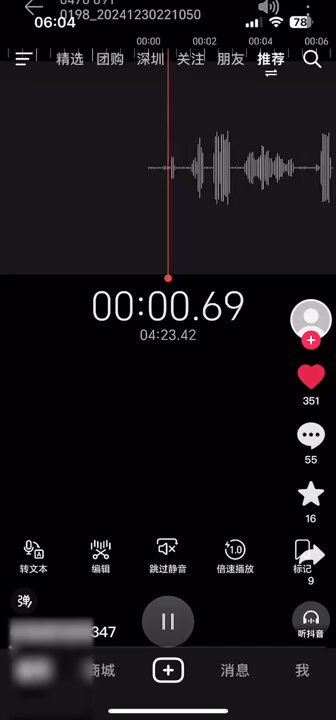 0198_20241230221050
06:04
78
00:00 00:02 00:04 00:06
精选 团购 深圳 关注 朋友 推荐
00:00.69
04:23.42
351
55
16
转文本 编辑 跳过静音 倍速播放 标记
1.0
9
弹
听抖音
347
商城 消息 我